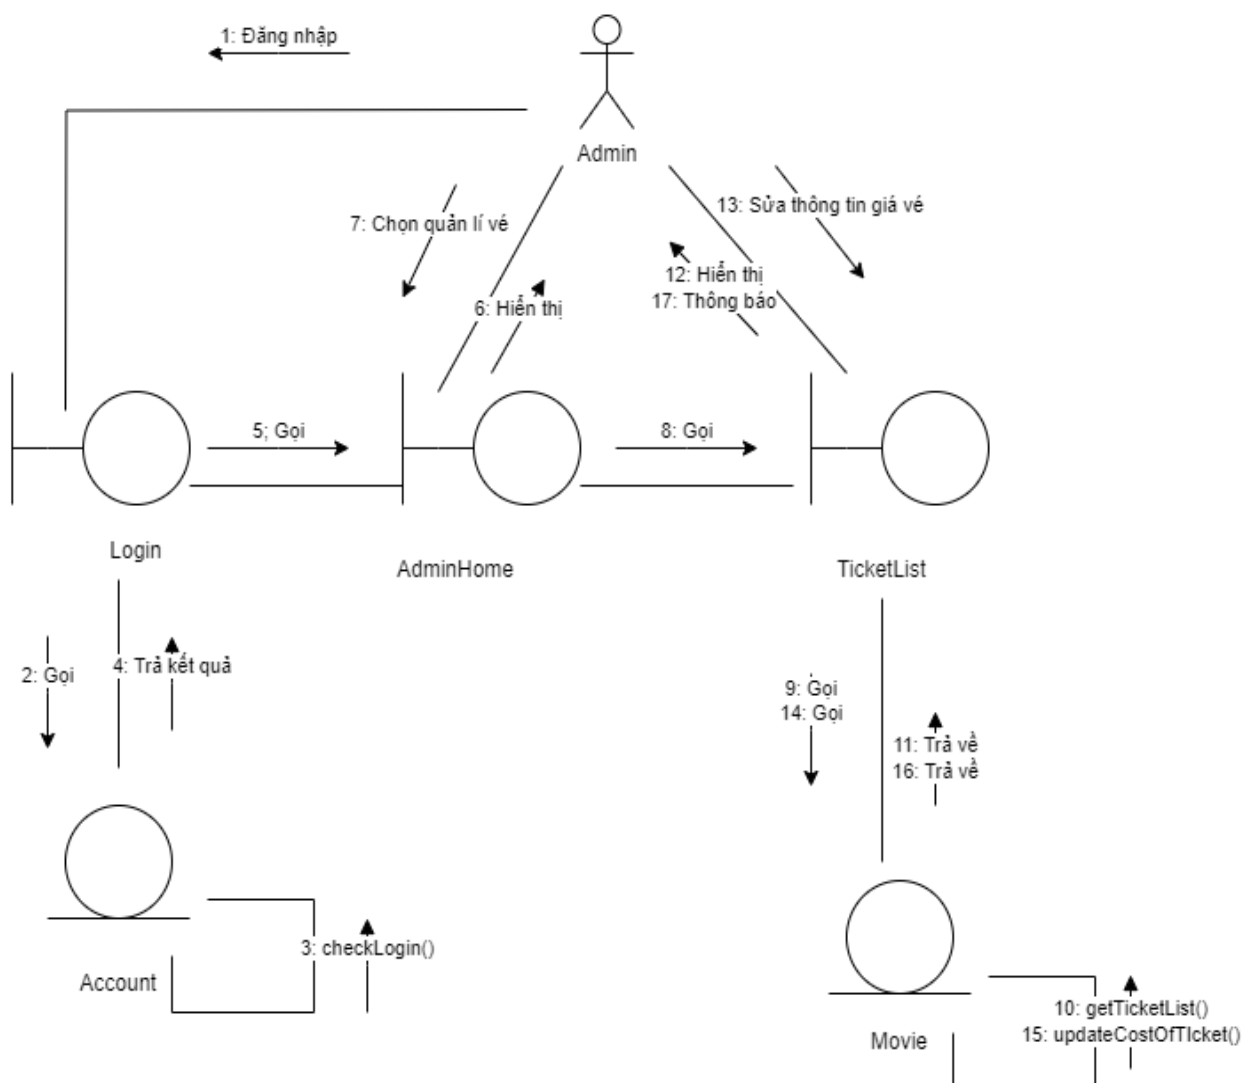 1: Đăng nhập
Admin
7: Chọn quản lí vé
13: Sửa thông tin giá vé
6: Hiển thị
12: Hiển thị
17: Thông báo
5; Gọi
8: Gọi
Login
AdminHome
TicketList
2: Gọi
4: Trả kết quả
9: Gọi
14: Gọi
11: Trả về
16: Trả về
3: checkLogin()
Account
10: getTicketList()
15: updateCostOfTIcket()
Movie